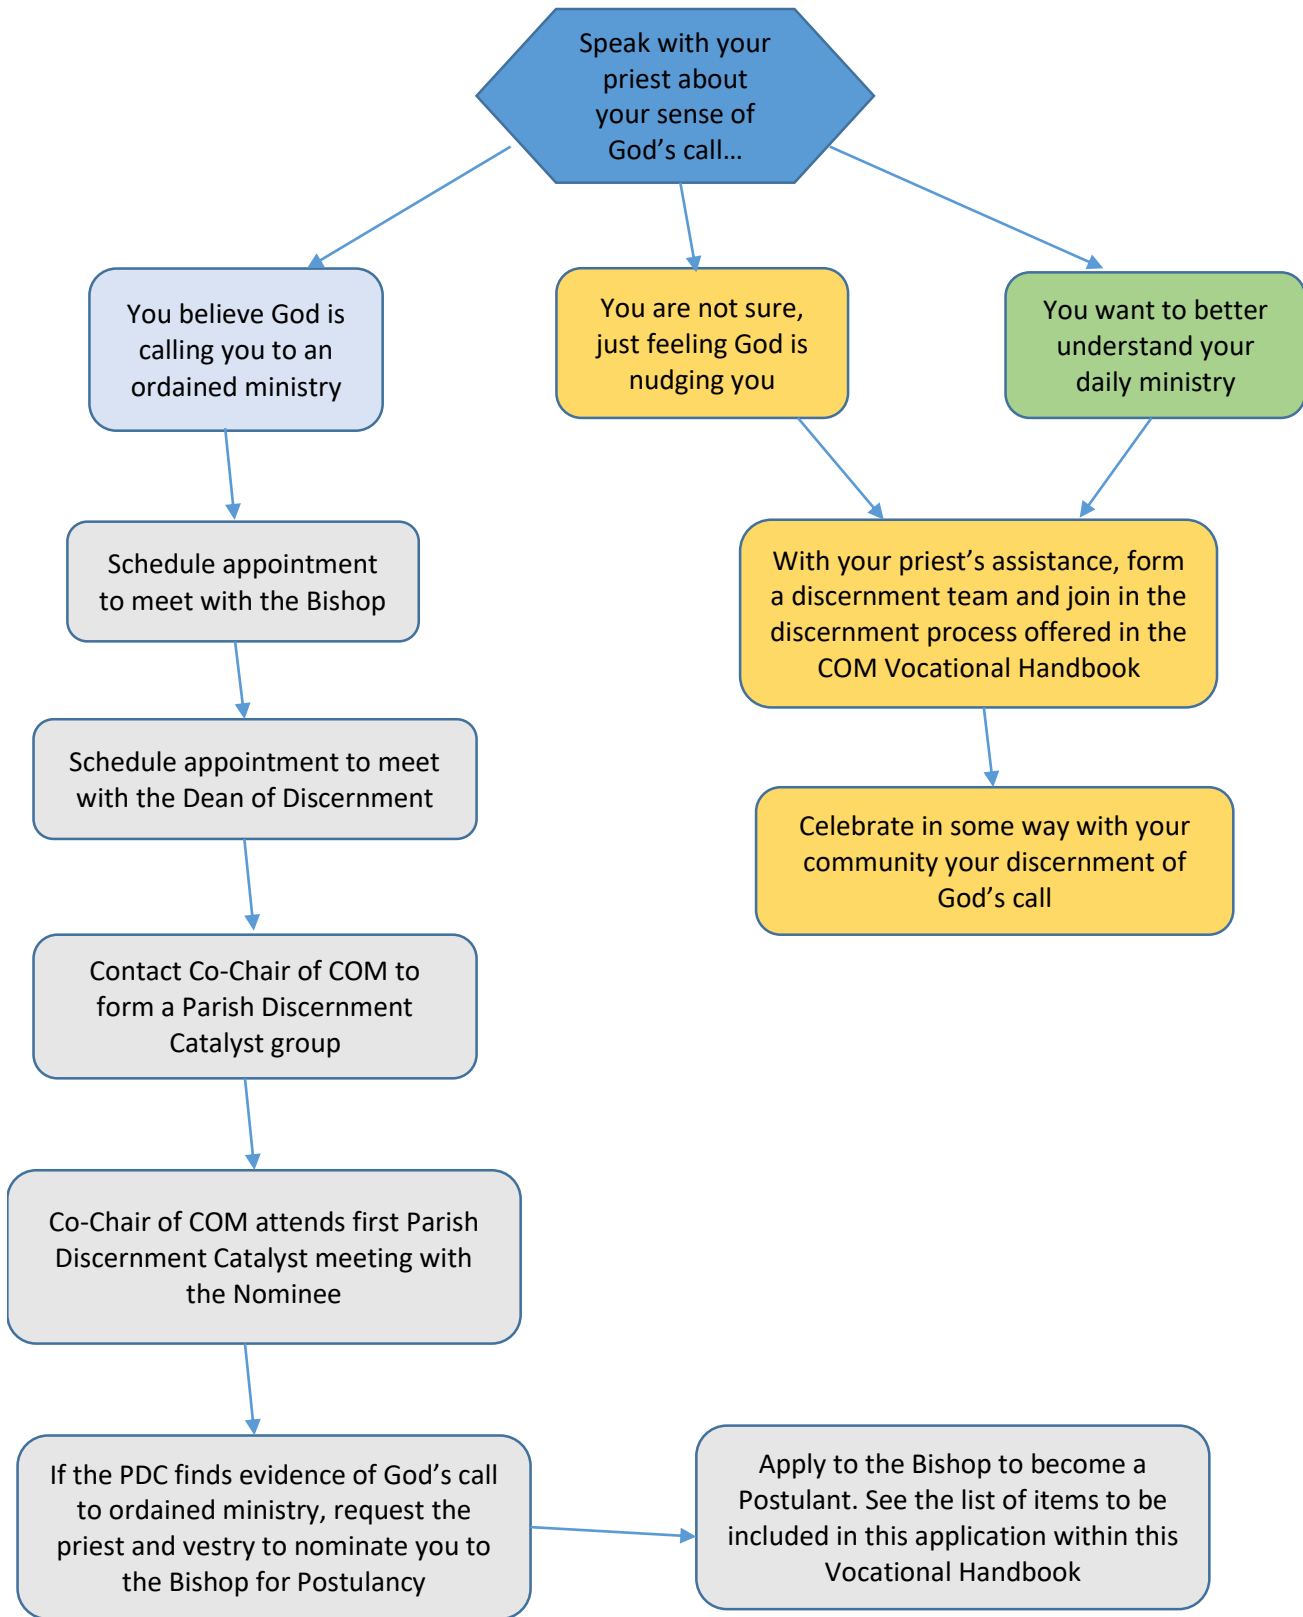 Speak with your
priest about
your sense of
God’s call…
You believe God is
calling you to an
ordained ministry
You are not sure,
just feeling God is
nudging you
You want to better
understand your
daily ministry
Schedule appointment
to meet with the Bishop
With your priest’s assistance, form
a discernment team and join in the
discernment process offered in the
COM Vocational Handbook
Schedule appointment to meet
with the Dean of Discernment
Celebrate in some way with your
community your discernment of
God’s call
Contact Co-Chair of COM to
form a Parish Discernment
Catalyst group
Co-Chair of COM attends first Parish
Discernment Catalyst meeting with
the Nominee
If the PDC finds evidence of God’s call
to ordained ministry, request the
priest and vestry to nominate you to
the Bishop for Postulancy
Apply to the Bishop to become a
Postulant. See the list of items to be
included in this application within this
Vocational Handbook